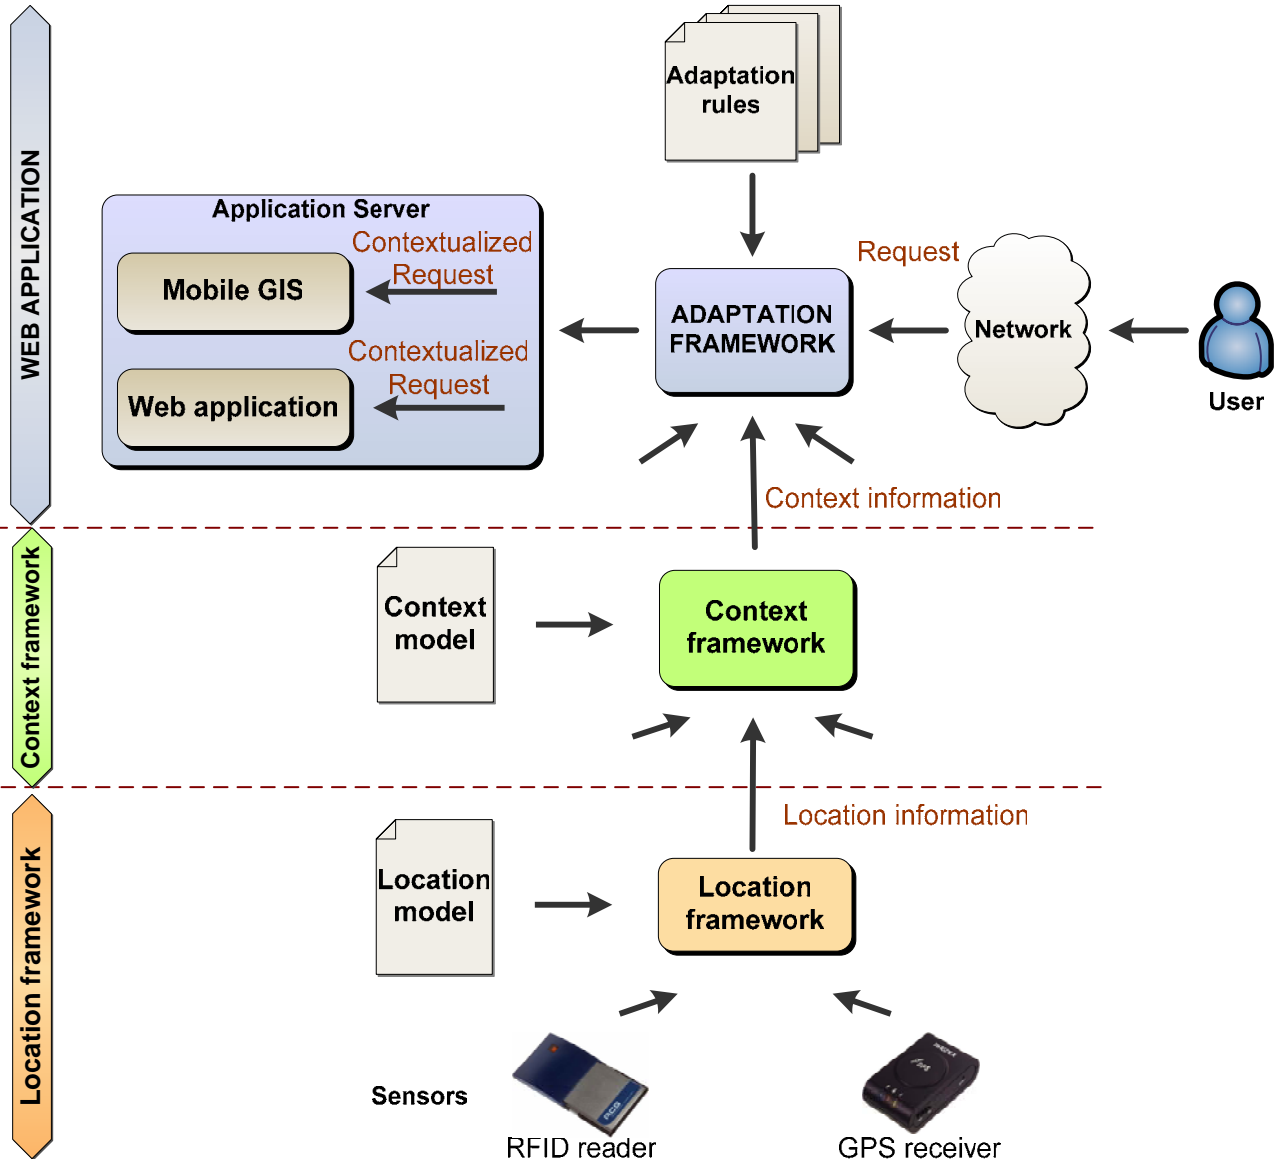 Adaptation
rules
WEB APPLICATION
Application Server
Contextualized
Request
Mobile GIS
Contextualized
Request
Web application
ADAPTATION
FRAMEWORK
Request
Network
User
Context information
Context framework
Context
model
Context
framework
Location information
Location framework
Location
model
Location
framework
Sensors
RFID reader
GPS receiver